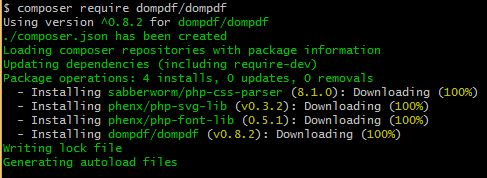 $ composer require dompdf/dompdf
Using version ^0.8.2 for dompdf/dompdf
./composer.json has been created
Loading composer repositories with package information
Updating dependencies (including require-dev)
Package operations: 4 installs, 0 updates, 0 removals
  - Installing sabberworm/php-css-parser (8.1.0): Downloading (100%)
  - Installing phenx/php-svg-lib (v0.3.2): Downloading (100%)
  - Installing phenx/php-font-lib (0.5.1): Downloading (100%)
  - Installing dompdf/dompdf (v0.8.2): Downloading (100%)
Writing lock file
Generating autoload files